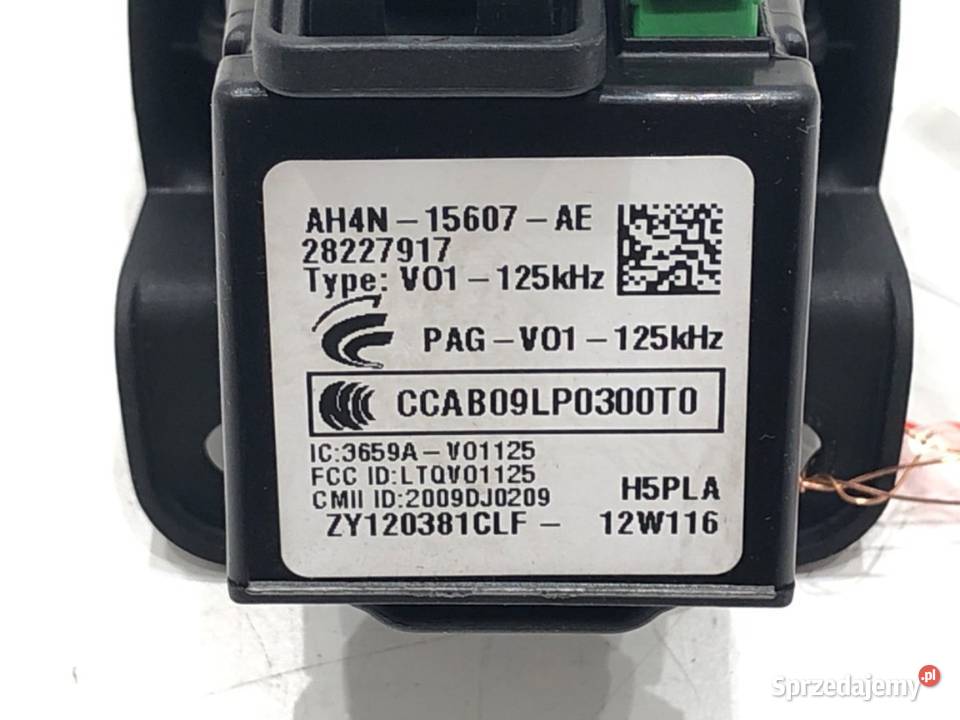 AH4N-15607-AE
28227917
Type: V01-125kHz
PAG-V01-125kHz
CCAB09LP0300T0
IC:3659A-V01125
FCC ID:LTQV01125
CMII ID:2009DJ0209
H5PLA
ZY120381CLF- 12W116
Sprzedajemy.pl